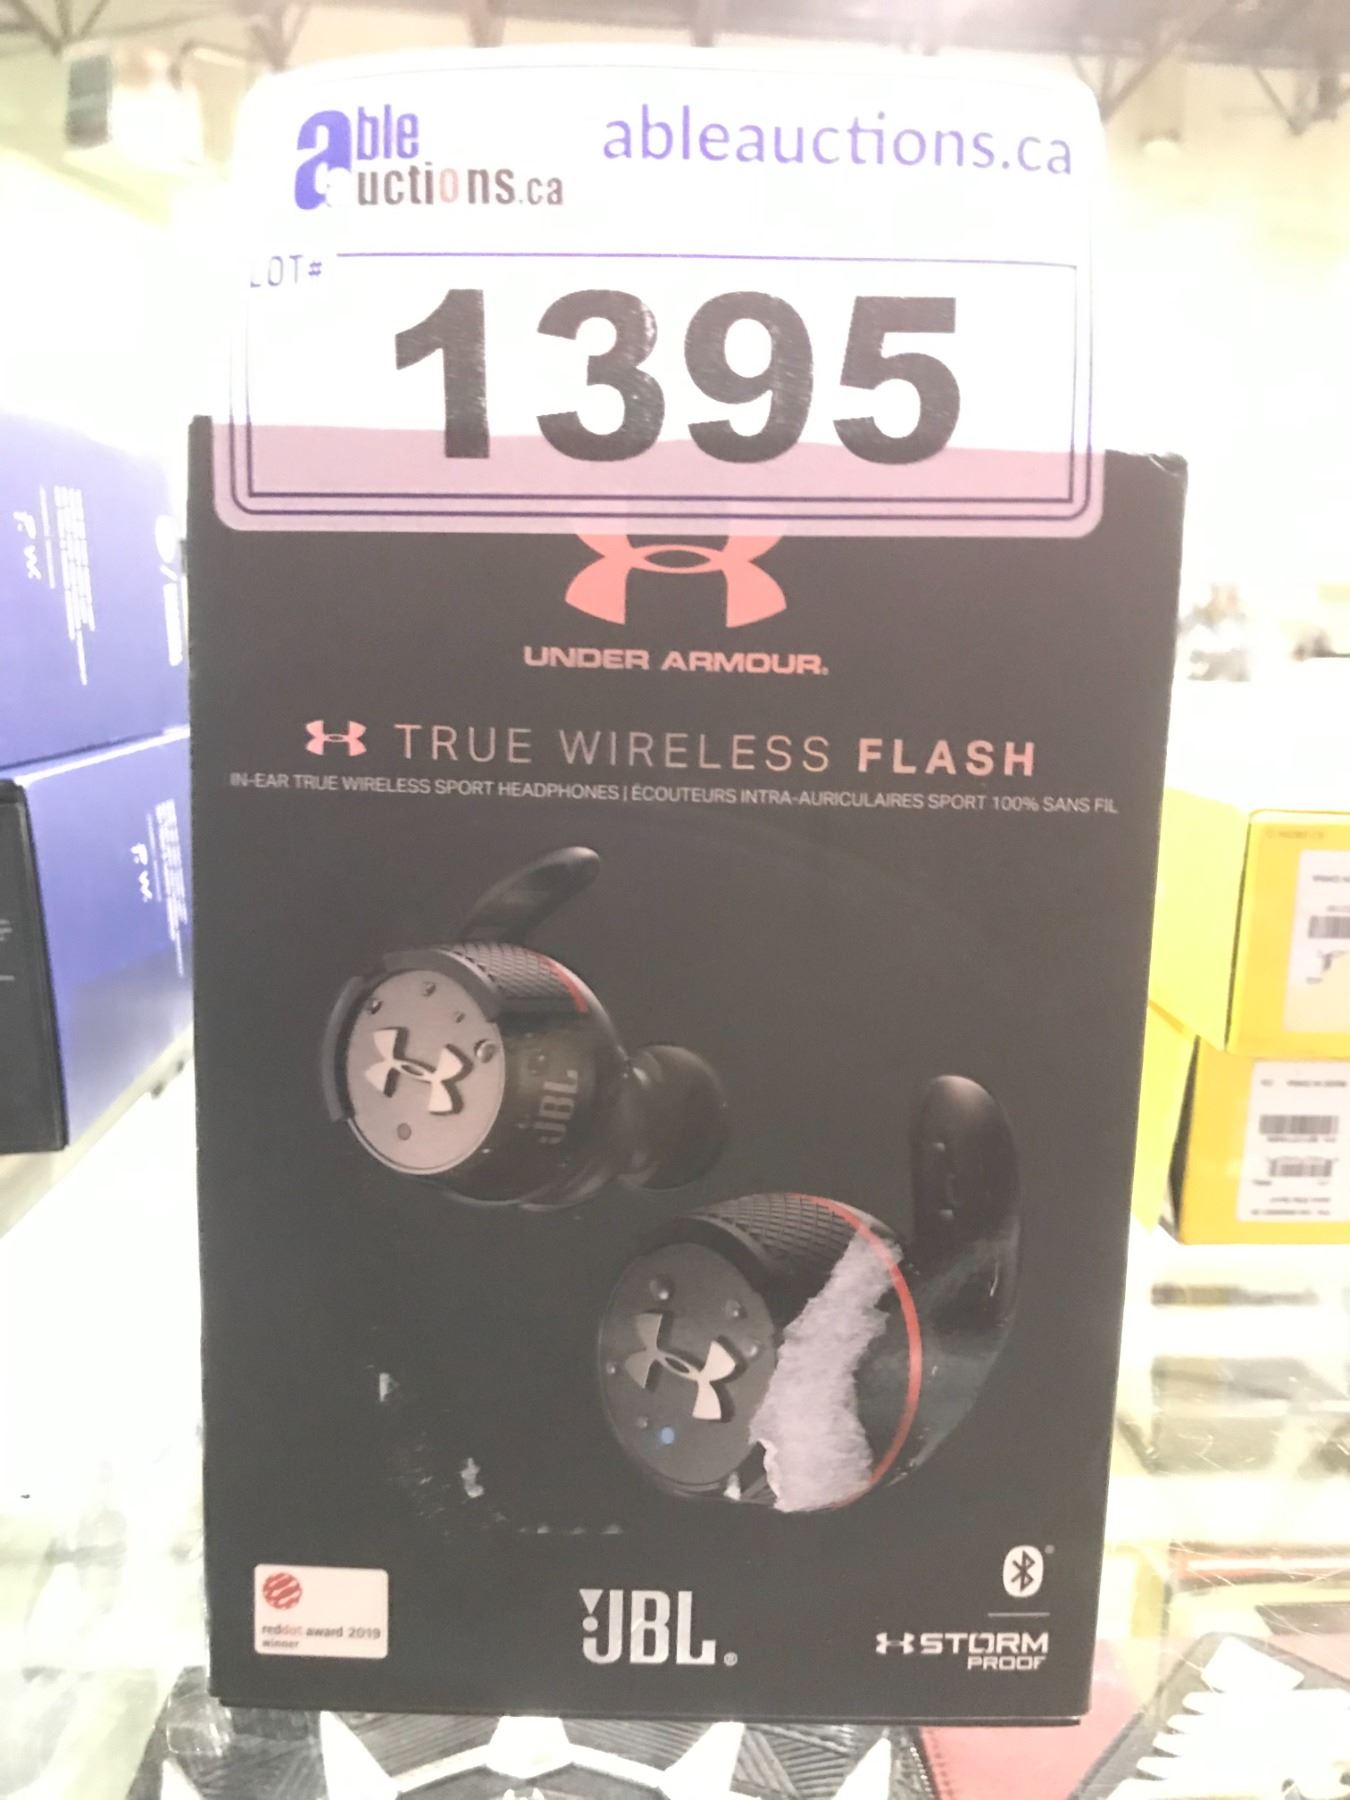 able
auctions.ca
ableauctions.ca
LOT#
1395
UNDER ARMOUR®
TRUE WIRELESS FLASH
IN-EAR TRUE WIRELESS SPORT HEADPHONES | ÉCOUTEURS INTRA-AURICULAIRES SPORT 100% SANS FIL
JBL
reddot award 2019
winner
JBL®
STORM
PROOF